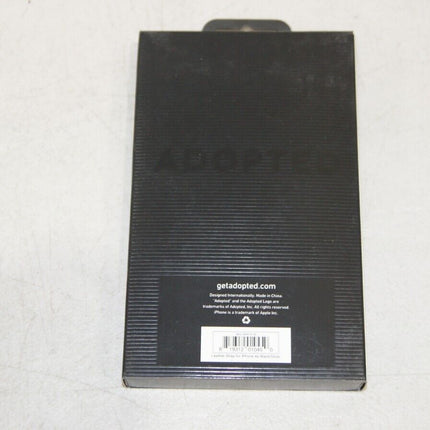 ADOPTED
getadopted.com
Designed Internationally. Made in China.
'Adopted' and the Adopted Logo are
trademarks of Adopted, Inc. All rights reserved.
iPhone is a trademark of Apple Inc.